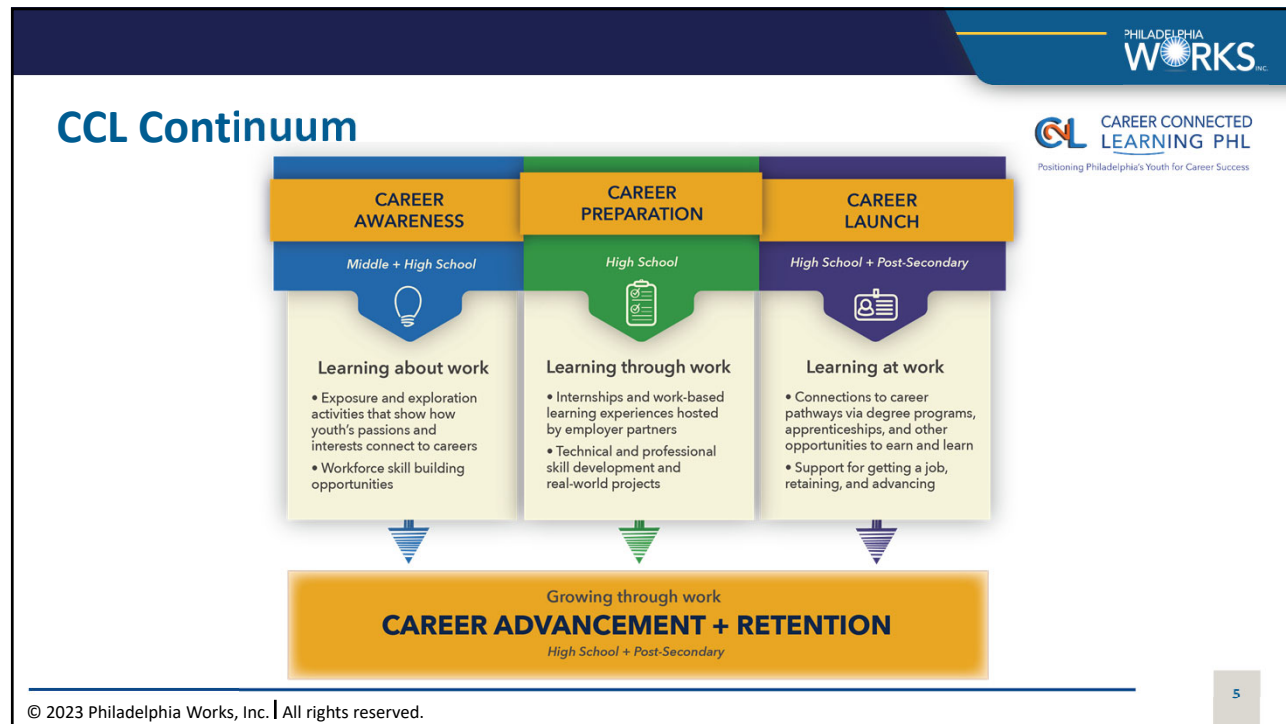 PHILADELPHIA
WORKS INC.
CCL Continuum
C2L CAREER CONNECTED
LEARNING PHL
Positioning Philadelphia's Youth for Career Success
CAREER
AWARENESS
Middle + High School
Learning about work
• Exposure and exploration
activities that show how
youth's passions and
interests connect to careers
• Workforce skill building
opportunities
CAREER
PREPARATION
High School
Learning through work
• Internships and work-based
learning experiences hosted
by employer partners
• Technical and professional
skill development and
real-world projects
CAREER
LAUNCH
High School + Post-Secondary
Learning at work
• Connections to career
pathways via degree programs,
apprenticeships, and other
opportunities to earn and learn
• Support for getting a job,
retaining, and advancing
Growing through work
CAREER ADVANCEMENT + RETENTION
High School + Post-Secondary
5
© 2023 Philadelphia Works, Inc. | All rights reserved.